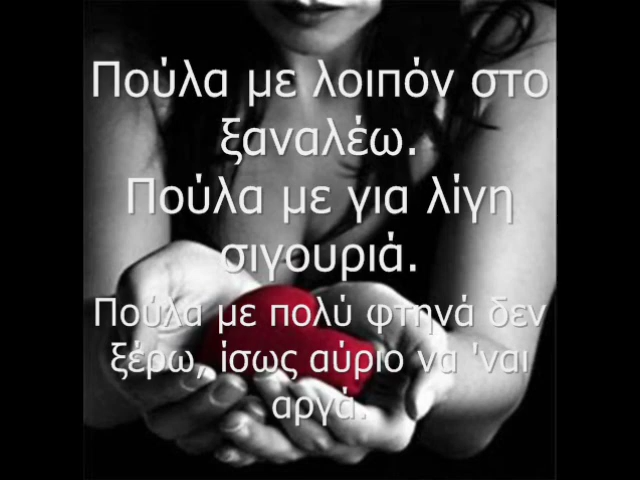 Πούλα με λοιπόν στο
ξαναλέω.
Πούλα με για λίγη
σιγουριά.
Πούλα με πολύ φτηνά δεν
ξέρω, ίσως αύριο να 'ναι
αργά.